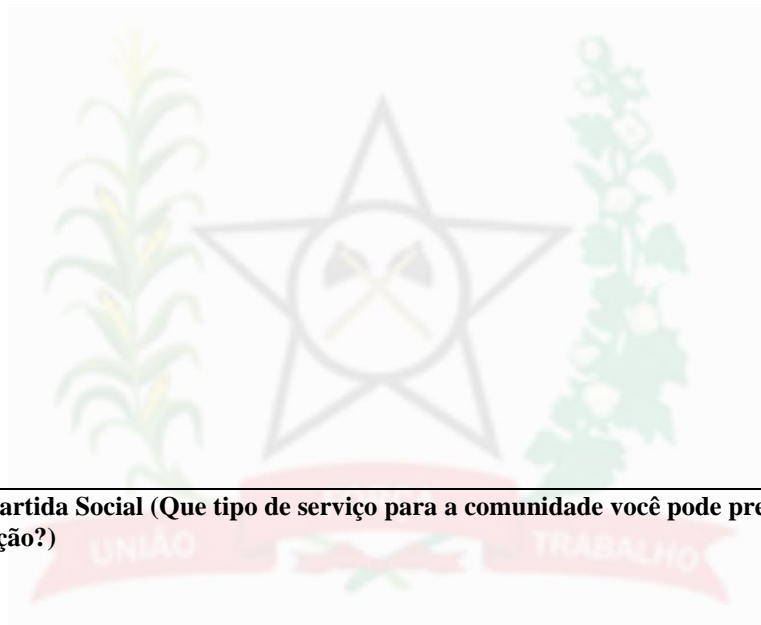 artida Social (Que tipo de serviço para a comunidade você pode pre
ção?)
UNIÃO
TRABALHO